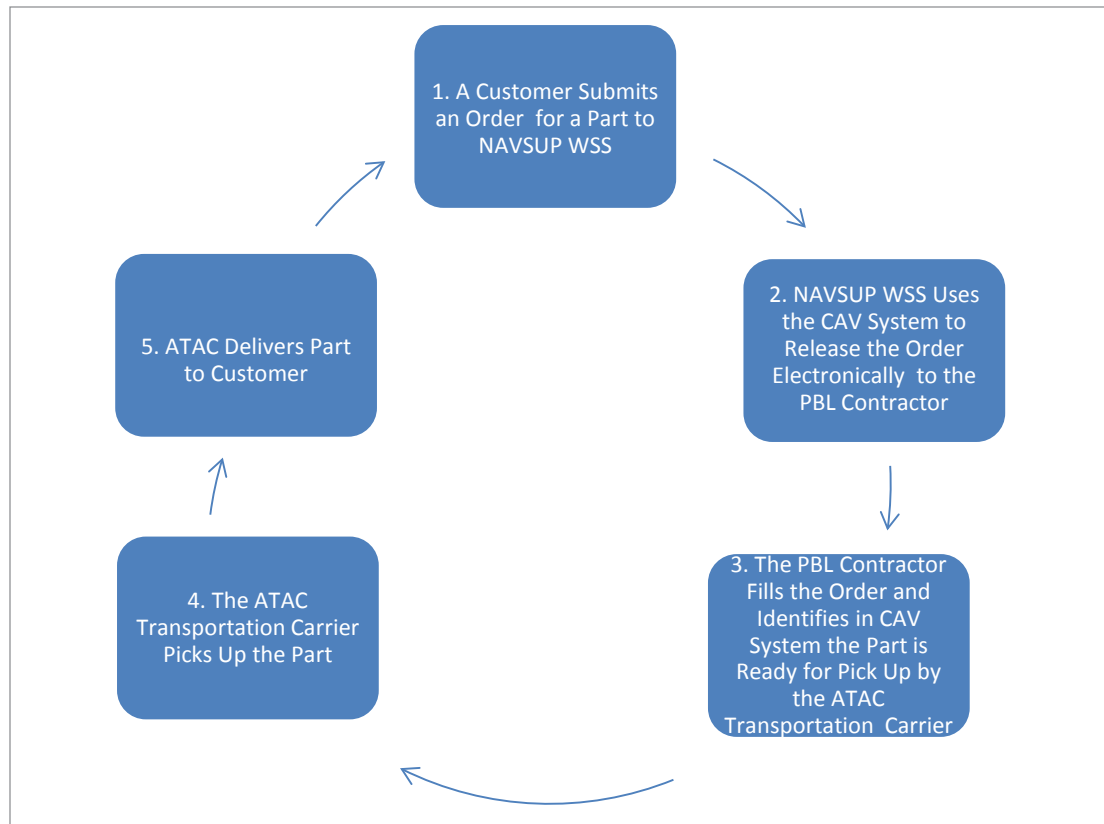 1. A Customer Submits
an Order for a Part to
NAVSUP WSS
2. NAVSUP WSS Uses
the CAV System to
Release the Order
Electronically to the
PBL Contractor
3. The PBL Contractor
Fills the Order and
Identifies in CAV
System the Part is
Ready for Pick Up by
the ATAC
Transportation Carrier
4. The ATAC
Transportation Carrier
Picks Up the Part
5. ATAC Delivers Part
to Customer